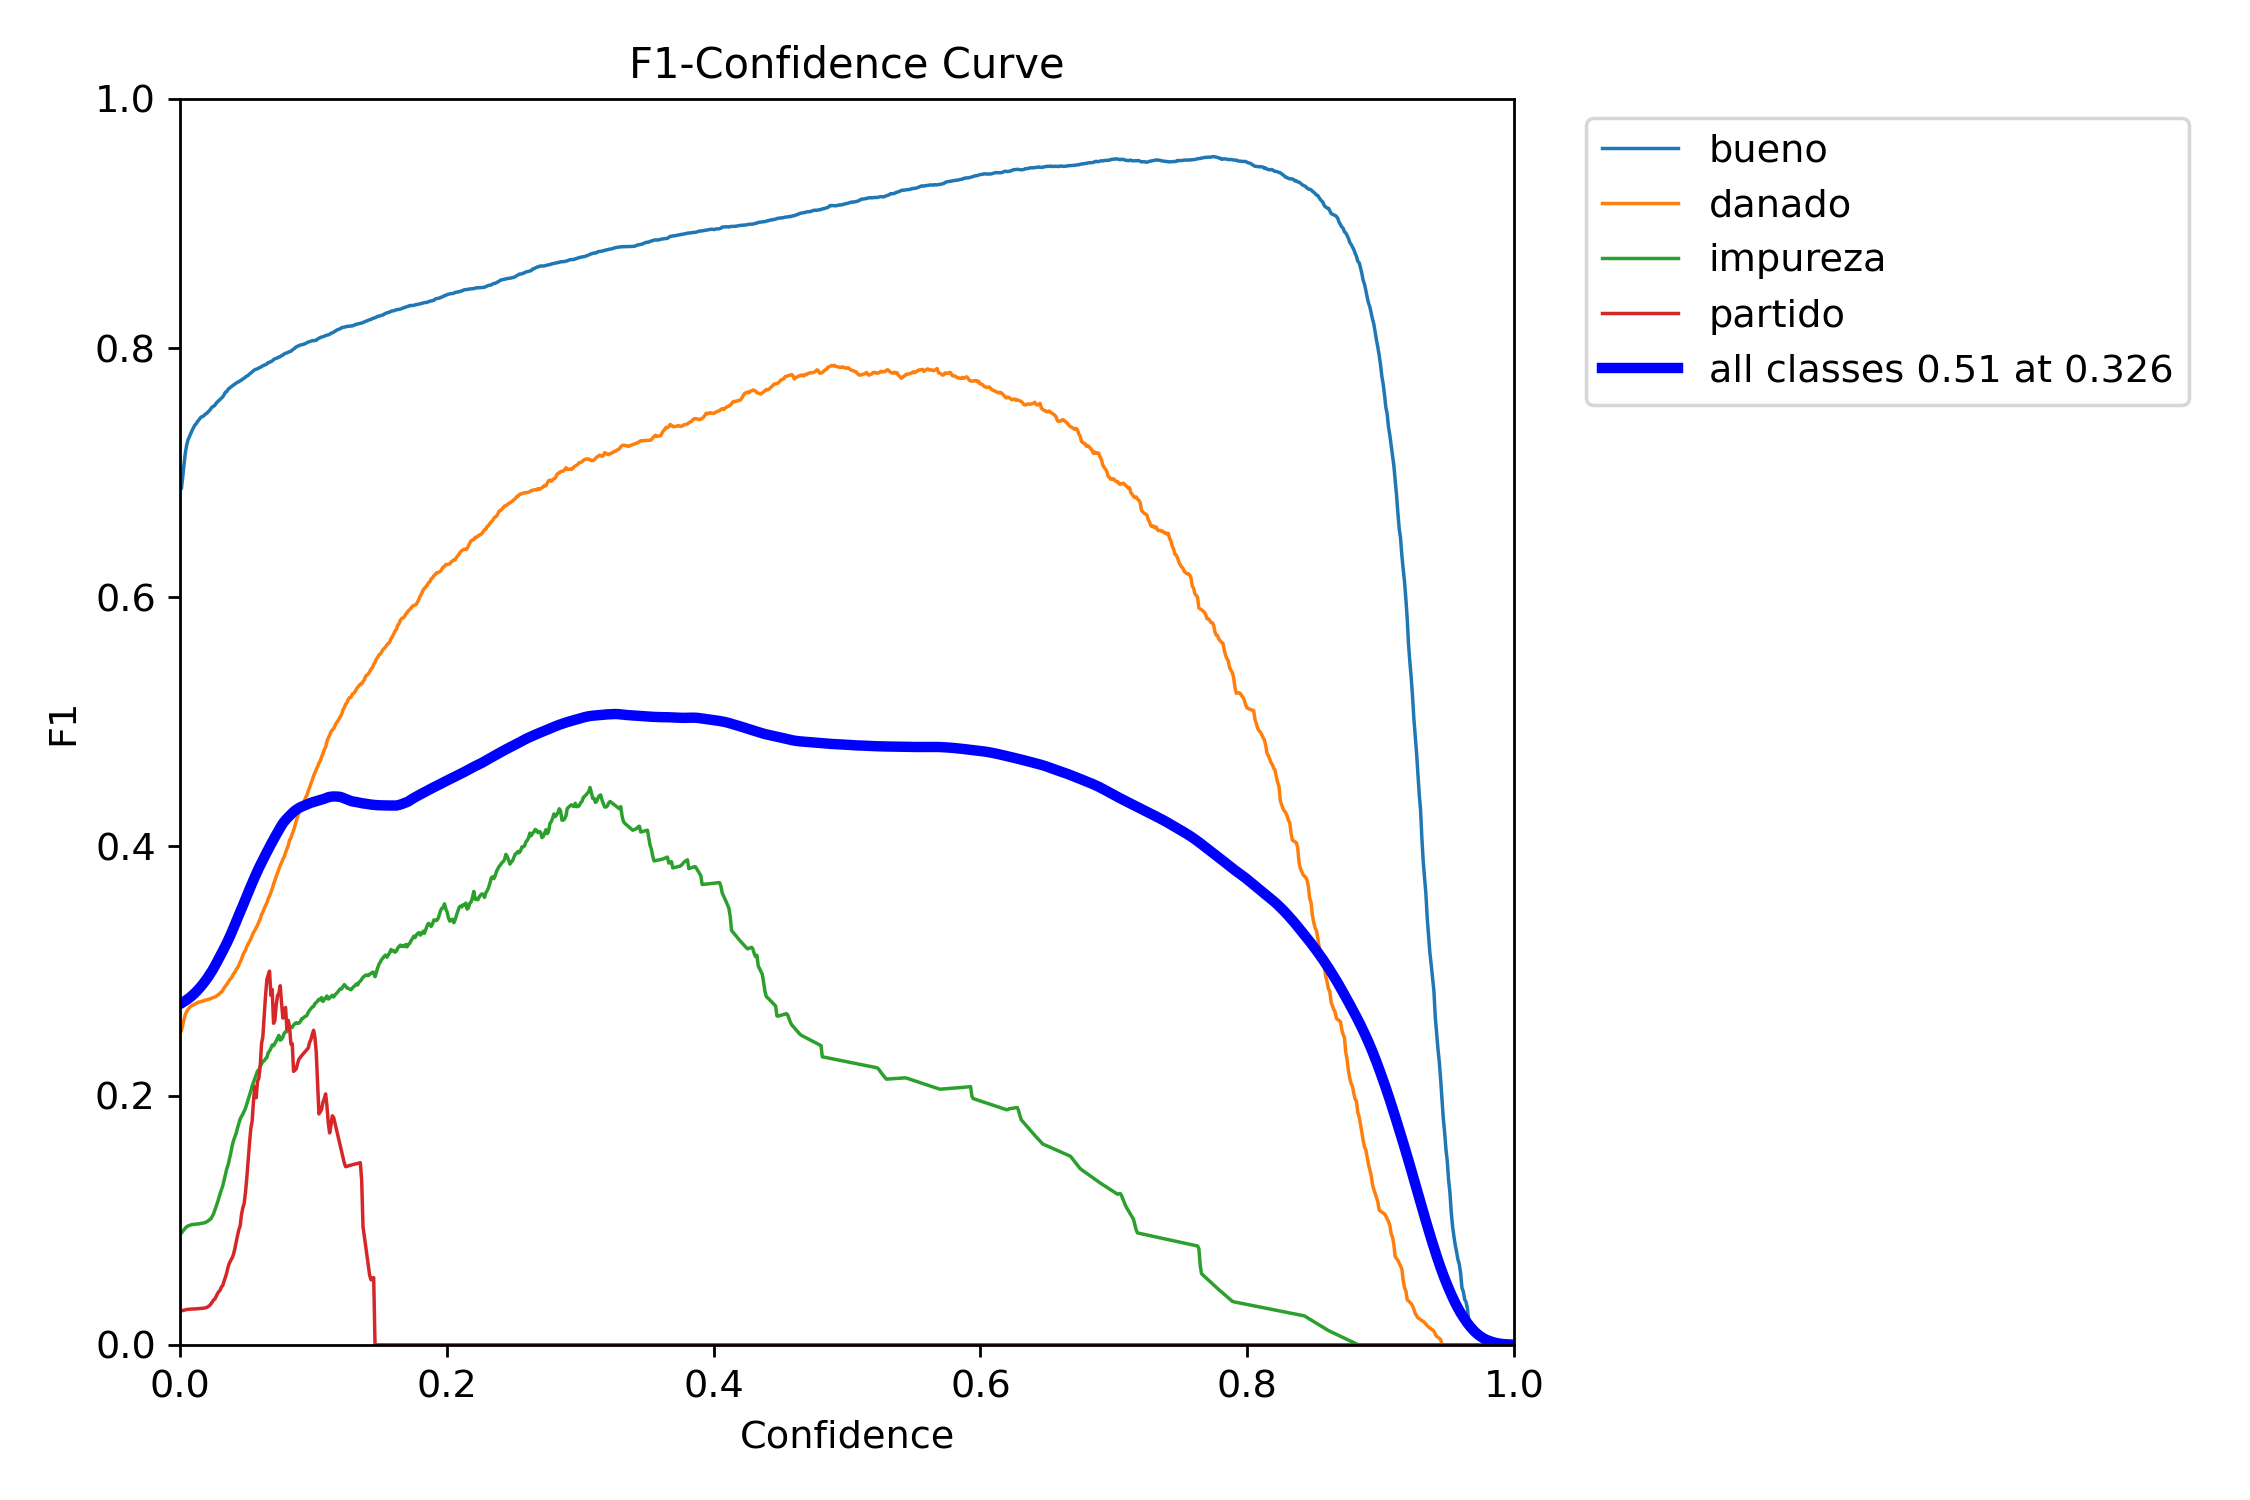 F1-Confidence Curve
1.0
0.8
0.6
0.4
0.2
0.0
F1
0.0 0.2 0.4 0.6 0.8 1.0
Confidence
bueno
danado
impureza
partido
all classes 0.51 at 0.326